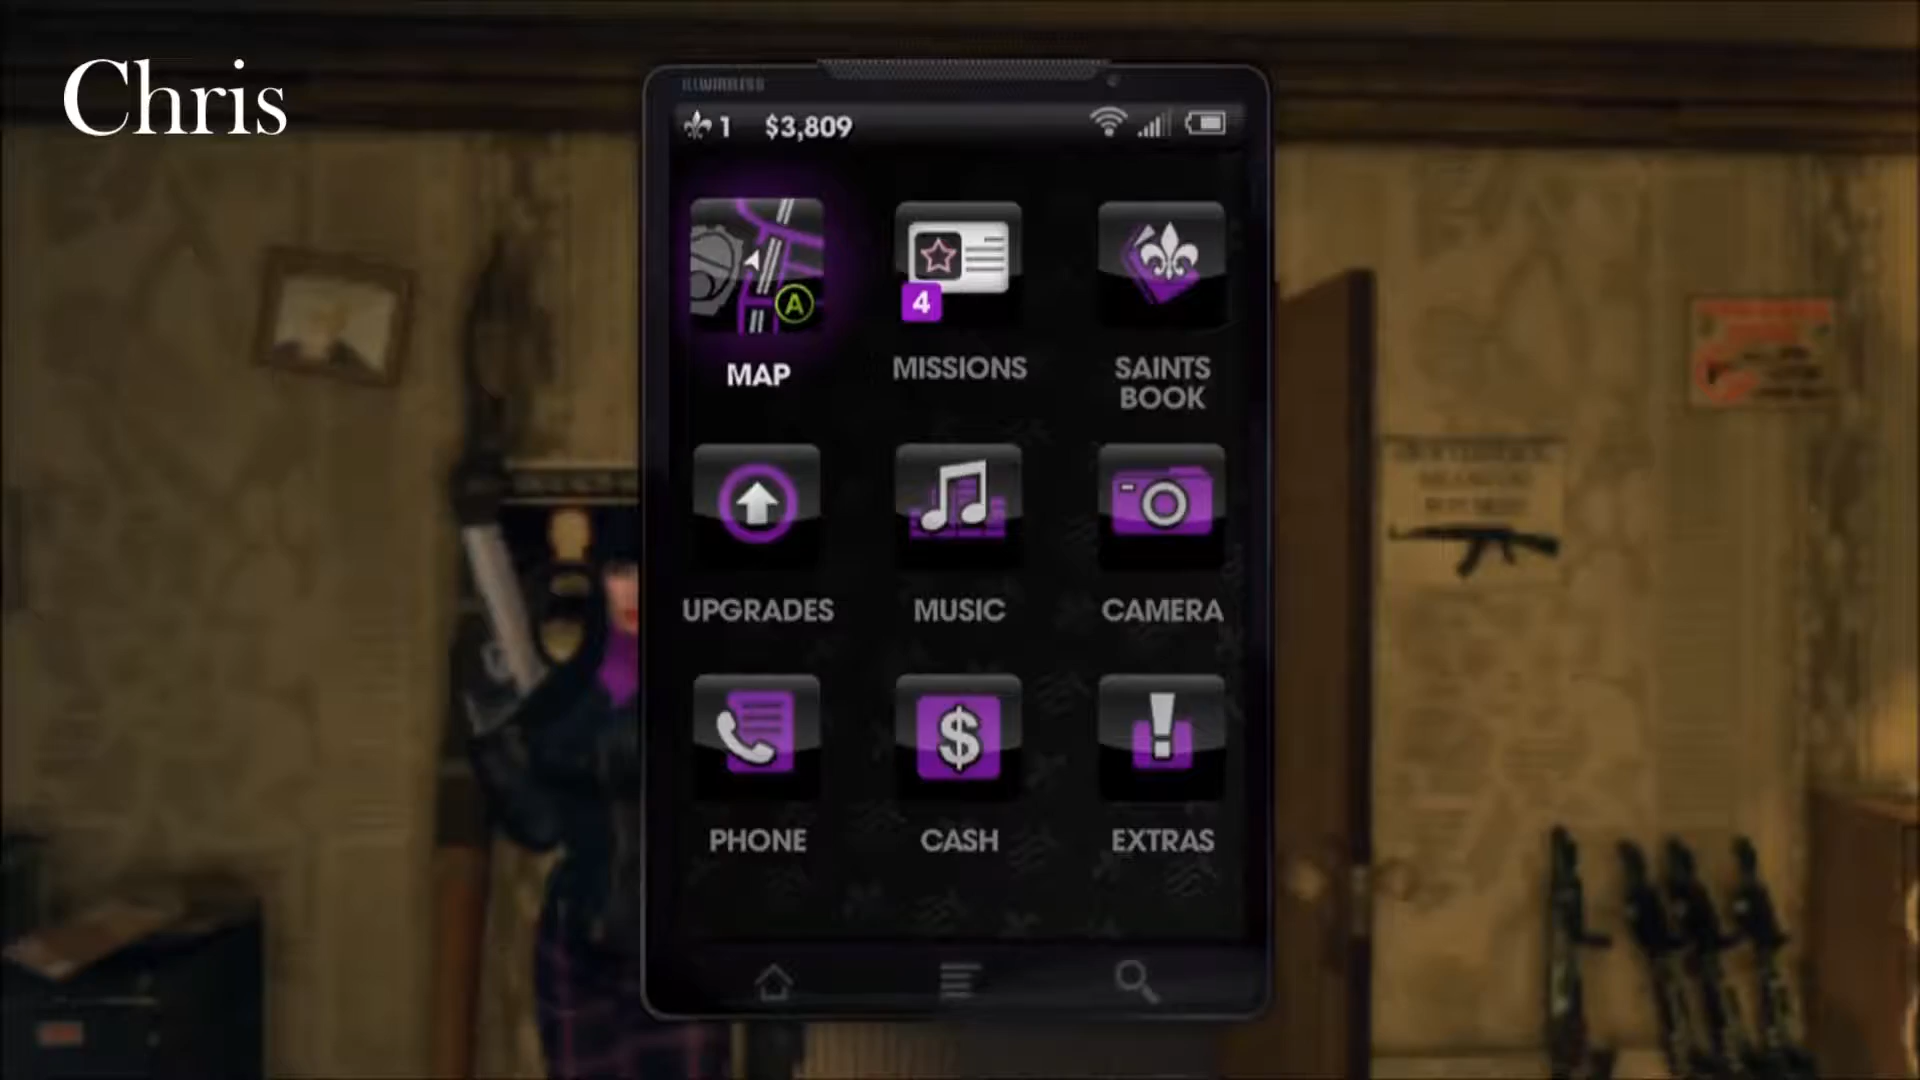 Chris
1 $3,809
A
4
MAP
MISSIONS
SAINTS
BOOK
UPGRADES
MUSIC
CAMERA
$
PHONE
CASH
EXTRAS